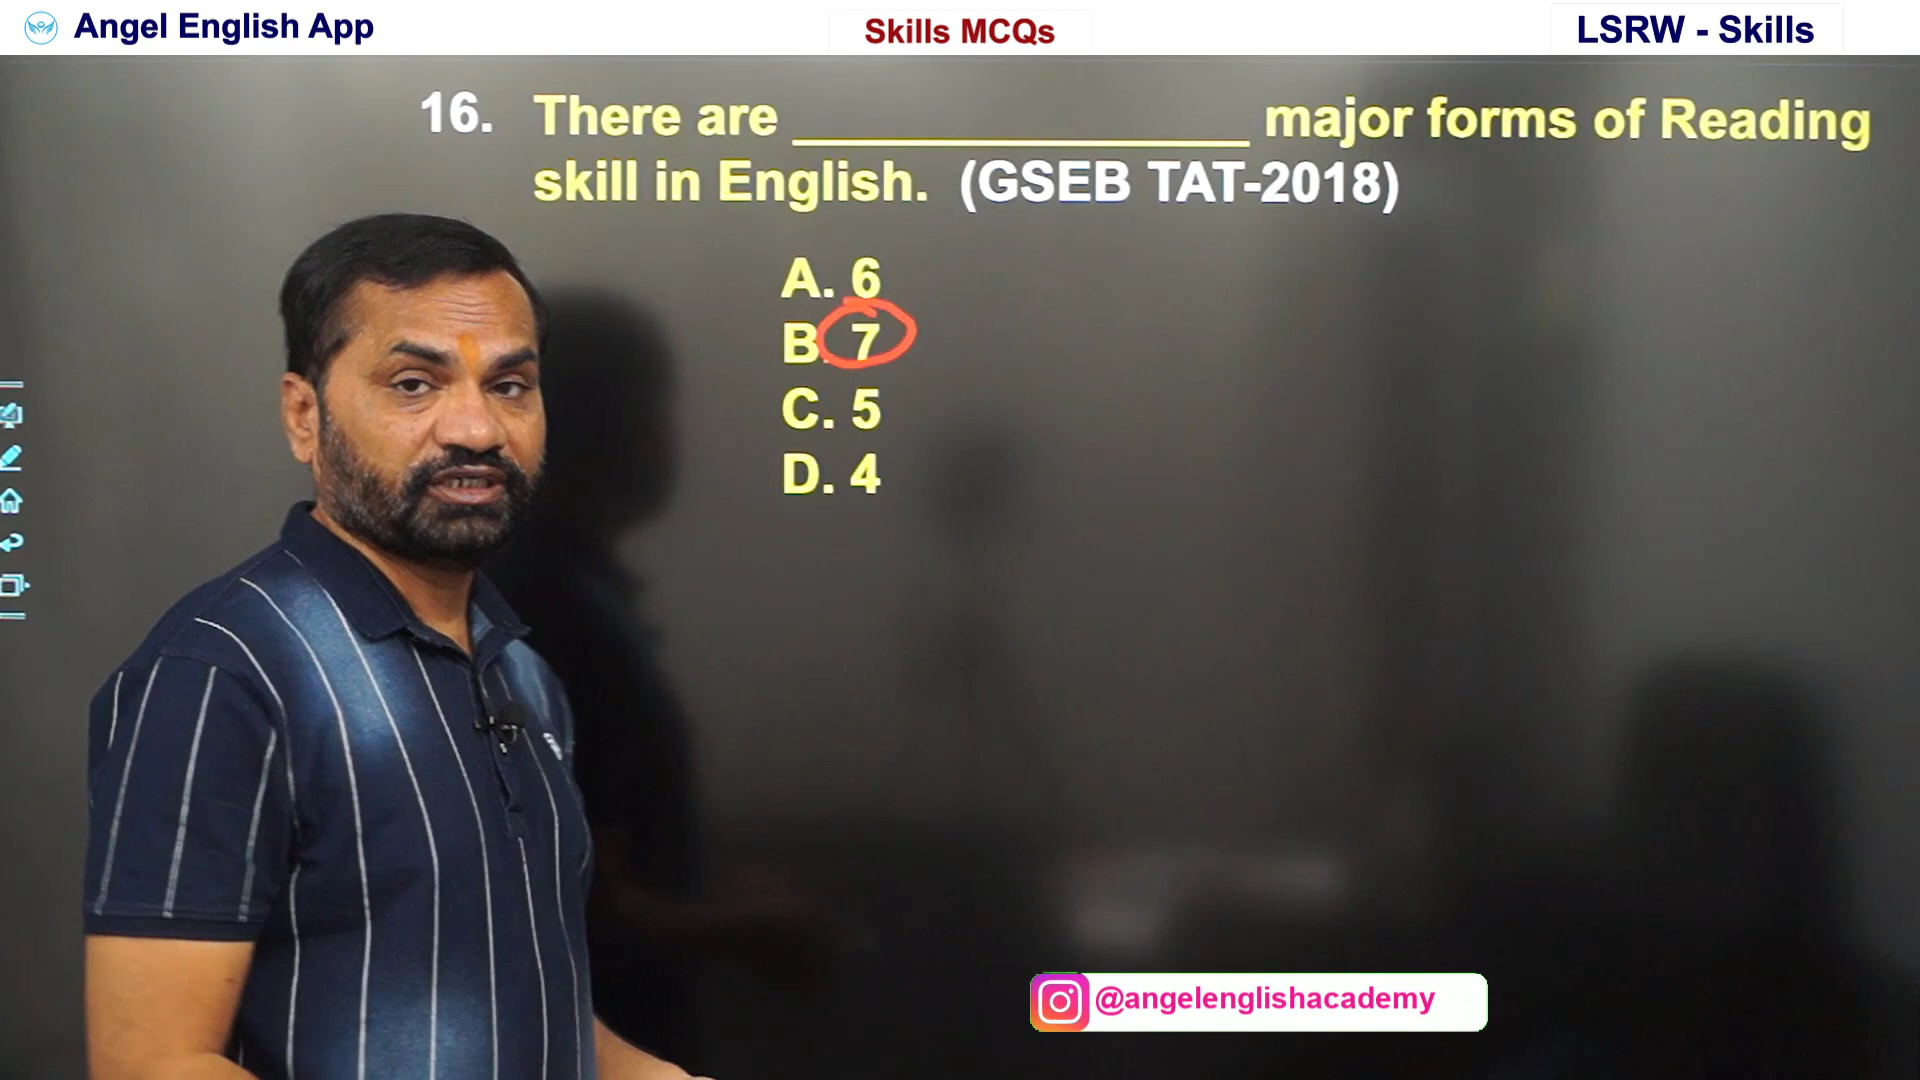 Angel English App
Skills MCQs
LSRW - Skills
16. There are ________________ major forms of Reading
skill in English. (GSEB TAT-2018)
A. 6
B. 7
C. 5
D. 4
@angelenglishacademy